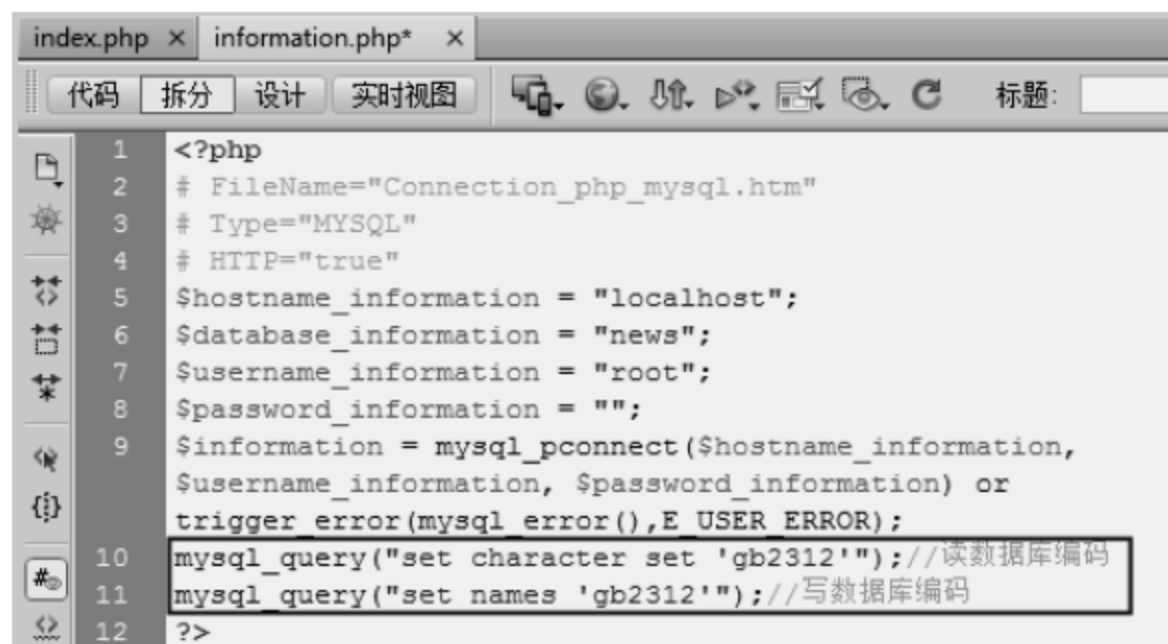 index.php × information.php* ×
代码 拆分 设计 实时视图 标题:
1 <?php
2 # FileName="Connection_php_mysql.htm"
3 # Type="MYSQL"
4 # HTTP="true"
5 $hostname_information = "localhost";
6 $database_information = "news";
7 $username_information = "root";
8 $password_information = "";
9 $information = mysql_pconnect($hostname_information,
$username_information, $password_information) or
trigger_error(mysql_error(),E_USER_ERROR);
10 mysql_query("set character set 'gb2312'");//读数据库编码
11 mysql_query("set names 'gb2312'");//写数据库编码
12 ?>